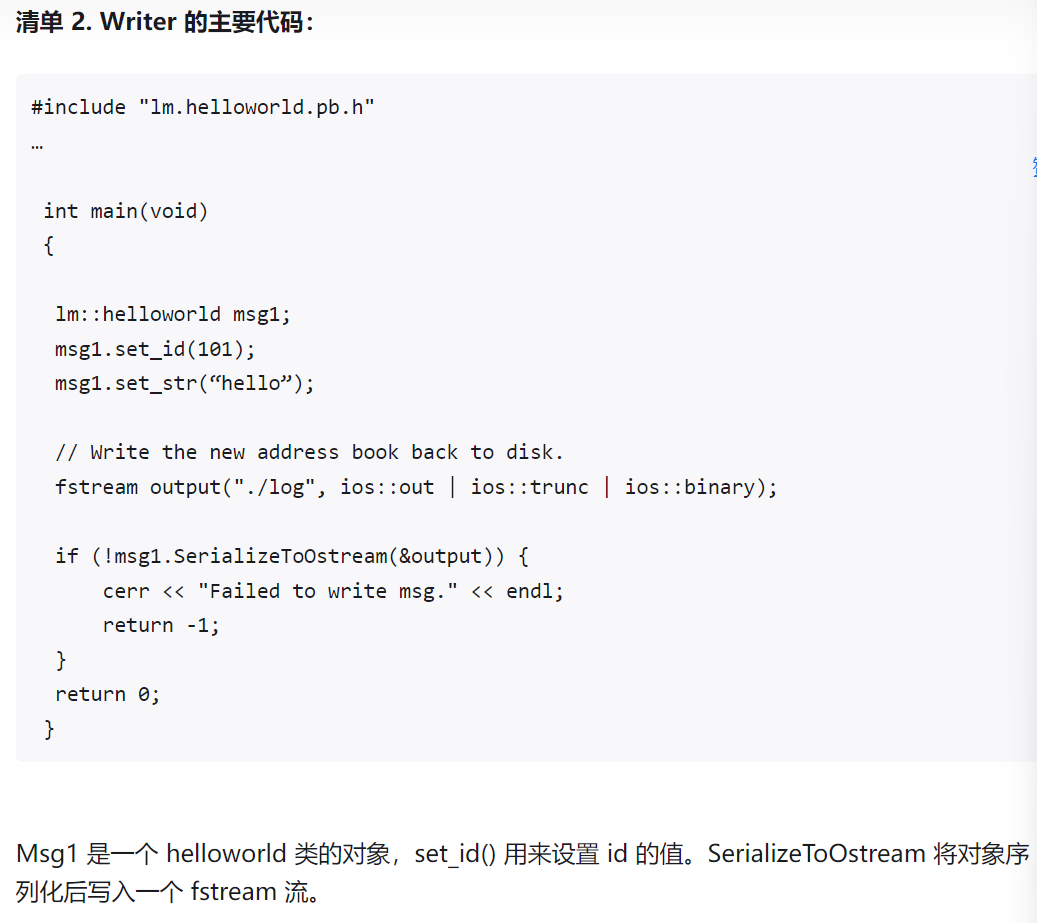 清单 2. Writer 的主要代码：
#include "lm.helloworld.pb.h"
…
int main(void)
{
lm::helloworld msg1;
msg1.set_id(101);
msg1.set_str(“hello”);
// Write the new address book back to disk.
fstream output("./log", ios::out | ios::trunc | ios::binary);
if (!msg1.SerializeToOstream(&output)) {
cerr << "Failed to write msg." << endl;
return -1;
}
return 0;
}
Msg1 是一个 helloworld 类的对象，set_id() 用来设置 id 的值。SerializeToOstream 将对象序
列化后写入一个 fstream 流。